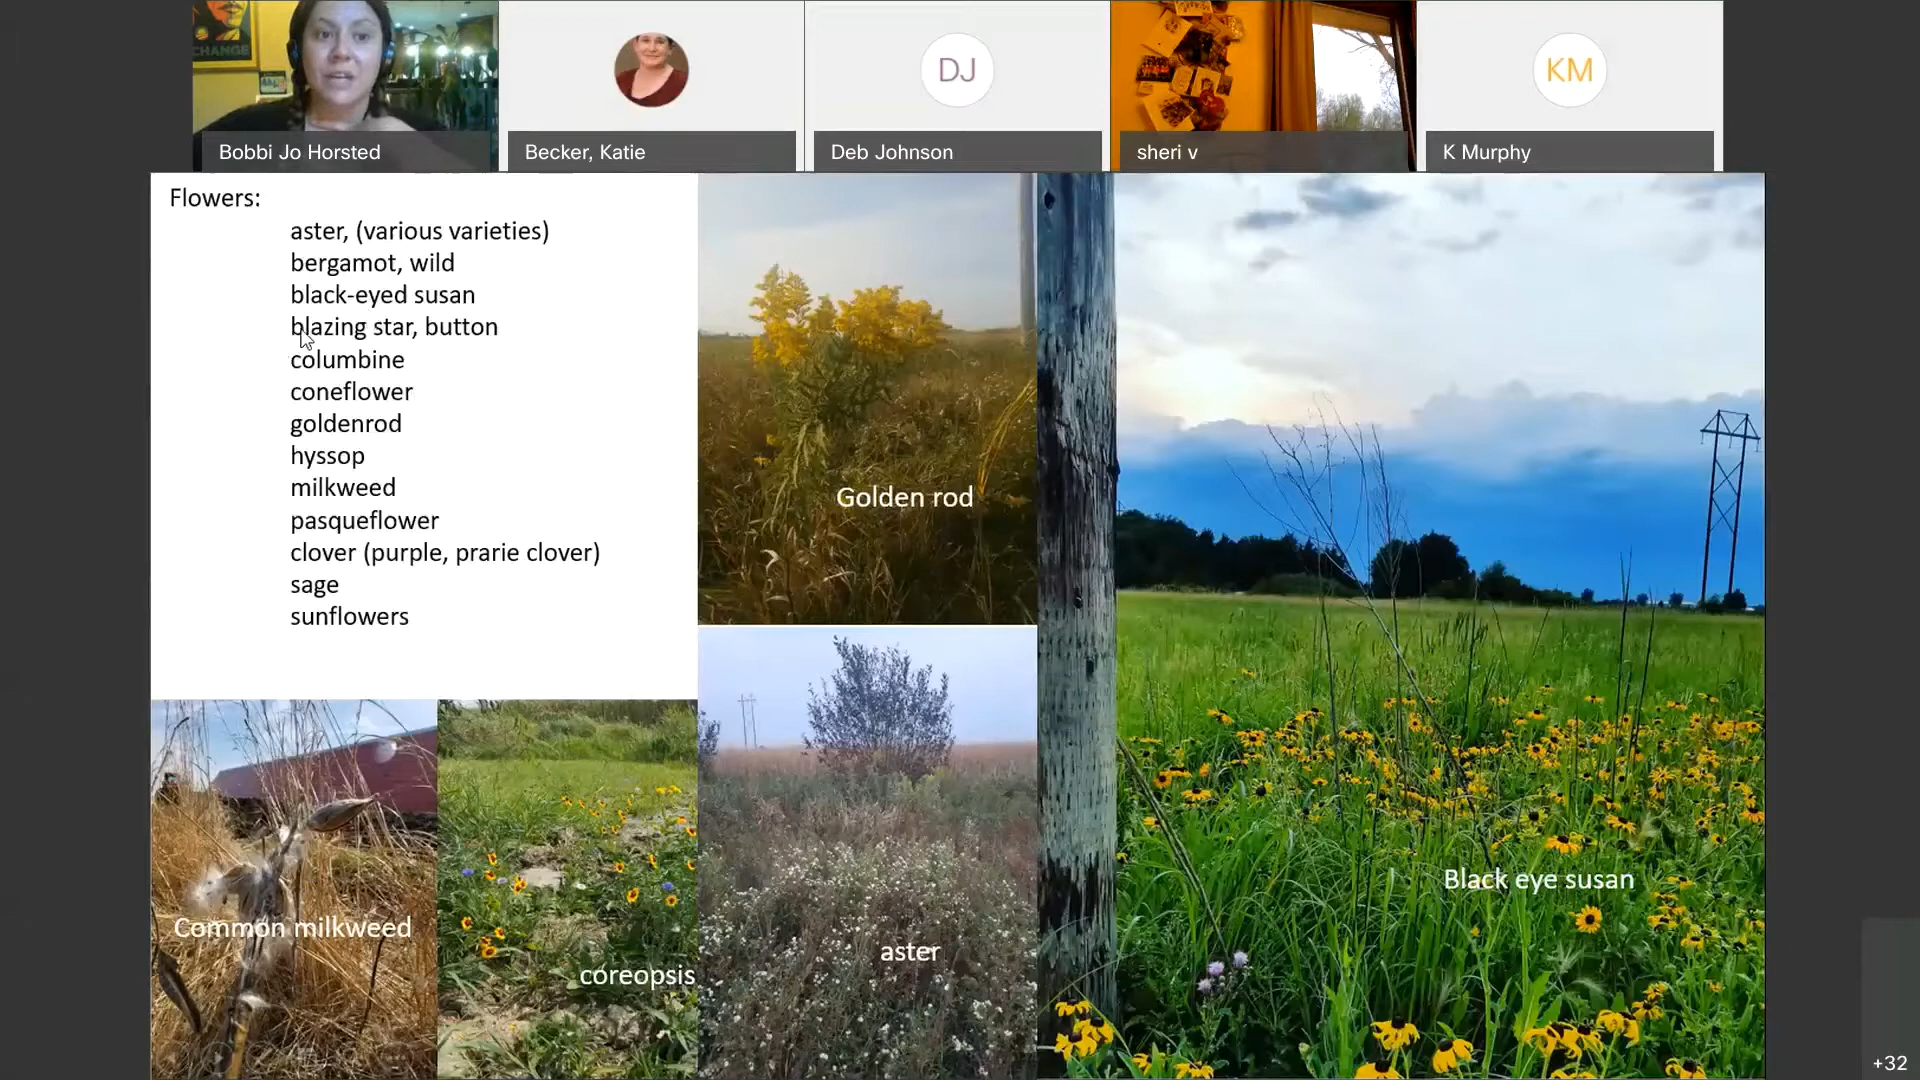 CHANGE
Bobbi Jo Horsted
Becker, Katie
DJ
Deb Johnson
sheri v
KM
K Murphy
Flowers:
aster, (various varieties)
bergamot, wild
black-eyed susan
blazing star, button
columbine
coneflower
goldenrod
hyssop
milkweed
pasqueflower
clover (purple, prarie clover)
sage
sunflowers
Golden rod
Common milkweed
coreopsis
aster
Black eye susan
+32